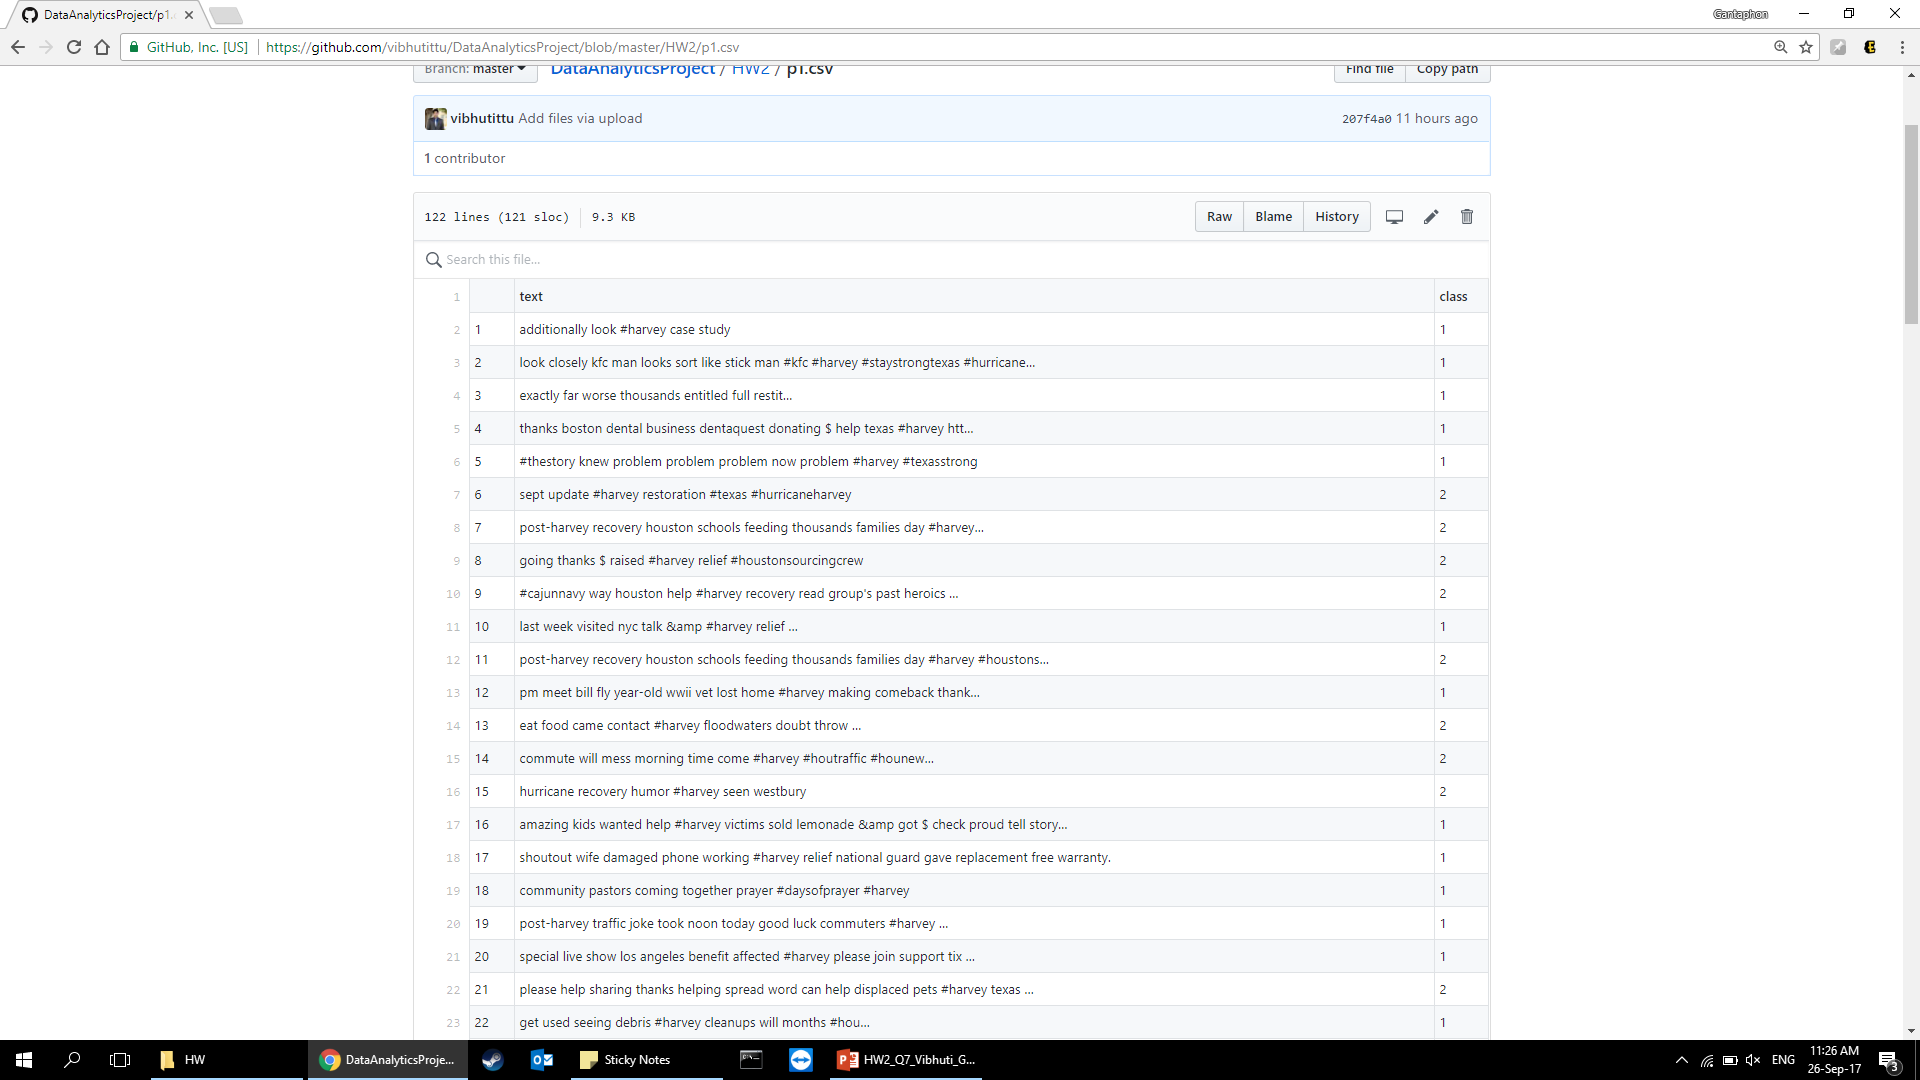 DataAnalyticsProject/p1.
Gantaphon
GitHub, Inc. [US] https://github.com/vibhutittu/DataAnalyticsProject/blob/master/HW2/p1.csv
Branch: master DataAnalyticsProject / HW2 / p1.csv Find file Copy path
vibhutittu Add files via upload 207f4a0 11 hours ago
1 contributor
122 lines (121 sloc) 9.3 KB Raw Blame History
Search this file...
1 text class
2 1 additionally look #harvey case study 1
3 2 look closely kfc man looks sort like stick man #kfc #harvey #staystrongtexas #hurricane... 1
4 3 exactly far worse thousands entitled full restit... 1
5 4 thanks boston dental business dentaquest donating $ help texas #harvey htt... 1
6 5 #thestory knew problem problem problem now problem #harvey #texasstrong 1
7 6 sept update #harvey restoration #texas #hurricaneharvey 2
8 7 post-harvey recovery houston schools feeding thousands families day #harvey... 2
9 8 going thanks $ raised #harvey relief #houstonsourcingcrew 2
10 9 #cajunnavy way houston help #harvey recovery read group's past heroics ... 2
11 10 last week visited nyc talk &amp #harvey relief ... 1
12 11 post-harvey recovery houston schools feeding thousands families day #harvey #houstons... 2
13 12 pm meet bill fly year-old wwii vet lost home #harvey making comeback thank... 1
14 13 eat food came contact #harvey floodwaters doubt throw ... 2
15 14 commute will mess morning time come #harvey #houtraffic #hounew... 2
16 15 hurricane recovery humor #harvey seen westbury 2
17 16 amazing kids wanted help #harvey victims sold lemonade &amp got $ check proud tell story... 1
18 17 shoutout wife damaged phone working #harvey relief national guard gave replacement free warranty. 1
19 18 community pastors coming together prayer #daysofprayer #harvey 1
20 19 post-harvey traffic joke took noon today good luck commuters #harvey ... 1
21 20 special live show los angeles benefit affected #harvey please join support tix ... 1
22 21 please help sharing thanks helping spread word can help displaced pets #harvey texas ... 2
23 22 get used seeing debris #harvey cleanups will months #hou... 1
HW DataAnalyticsProje... Sticky Notes HW2_Q7_Vibhuti_G... ENG 11:26 AM
26-Sep-17 3